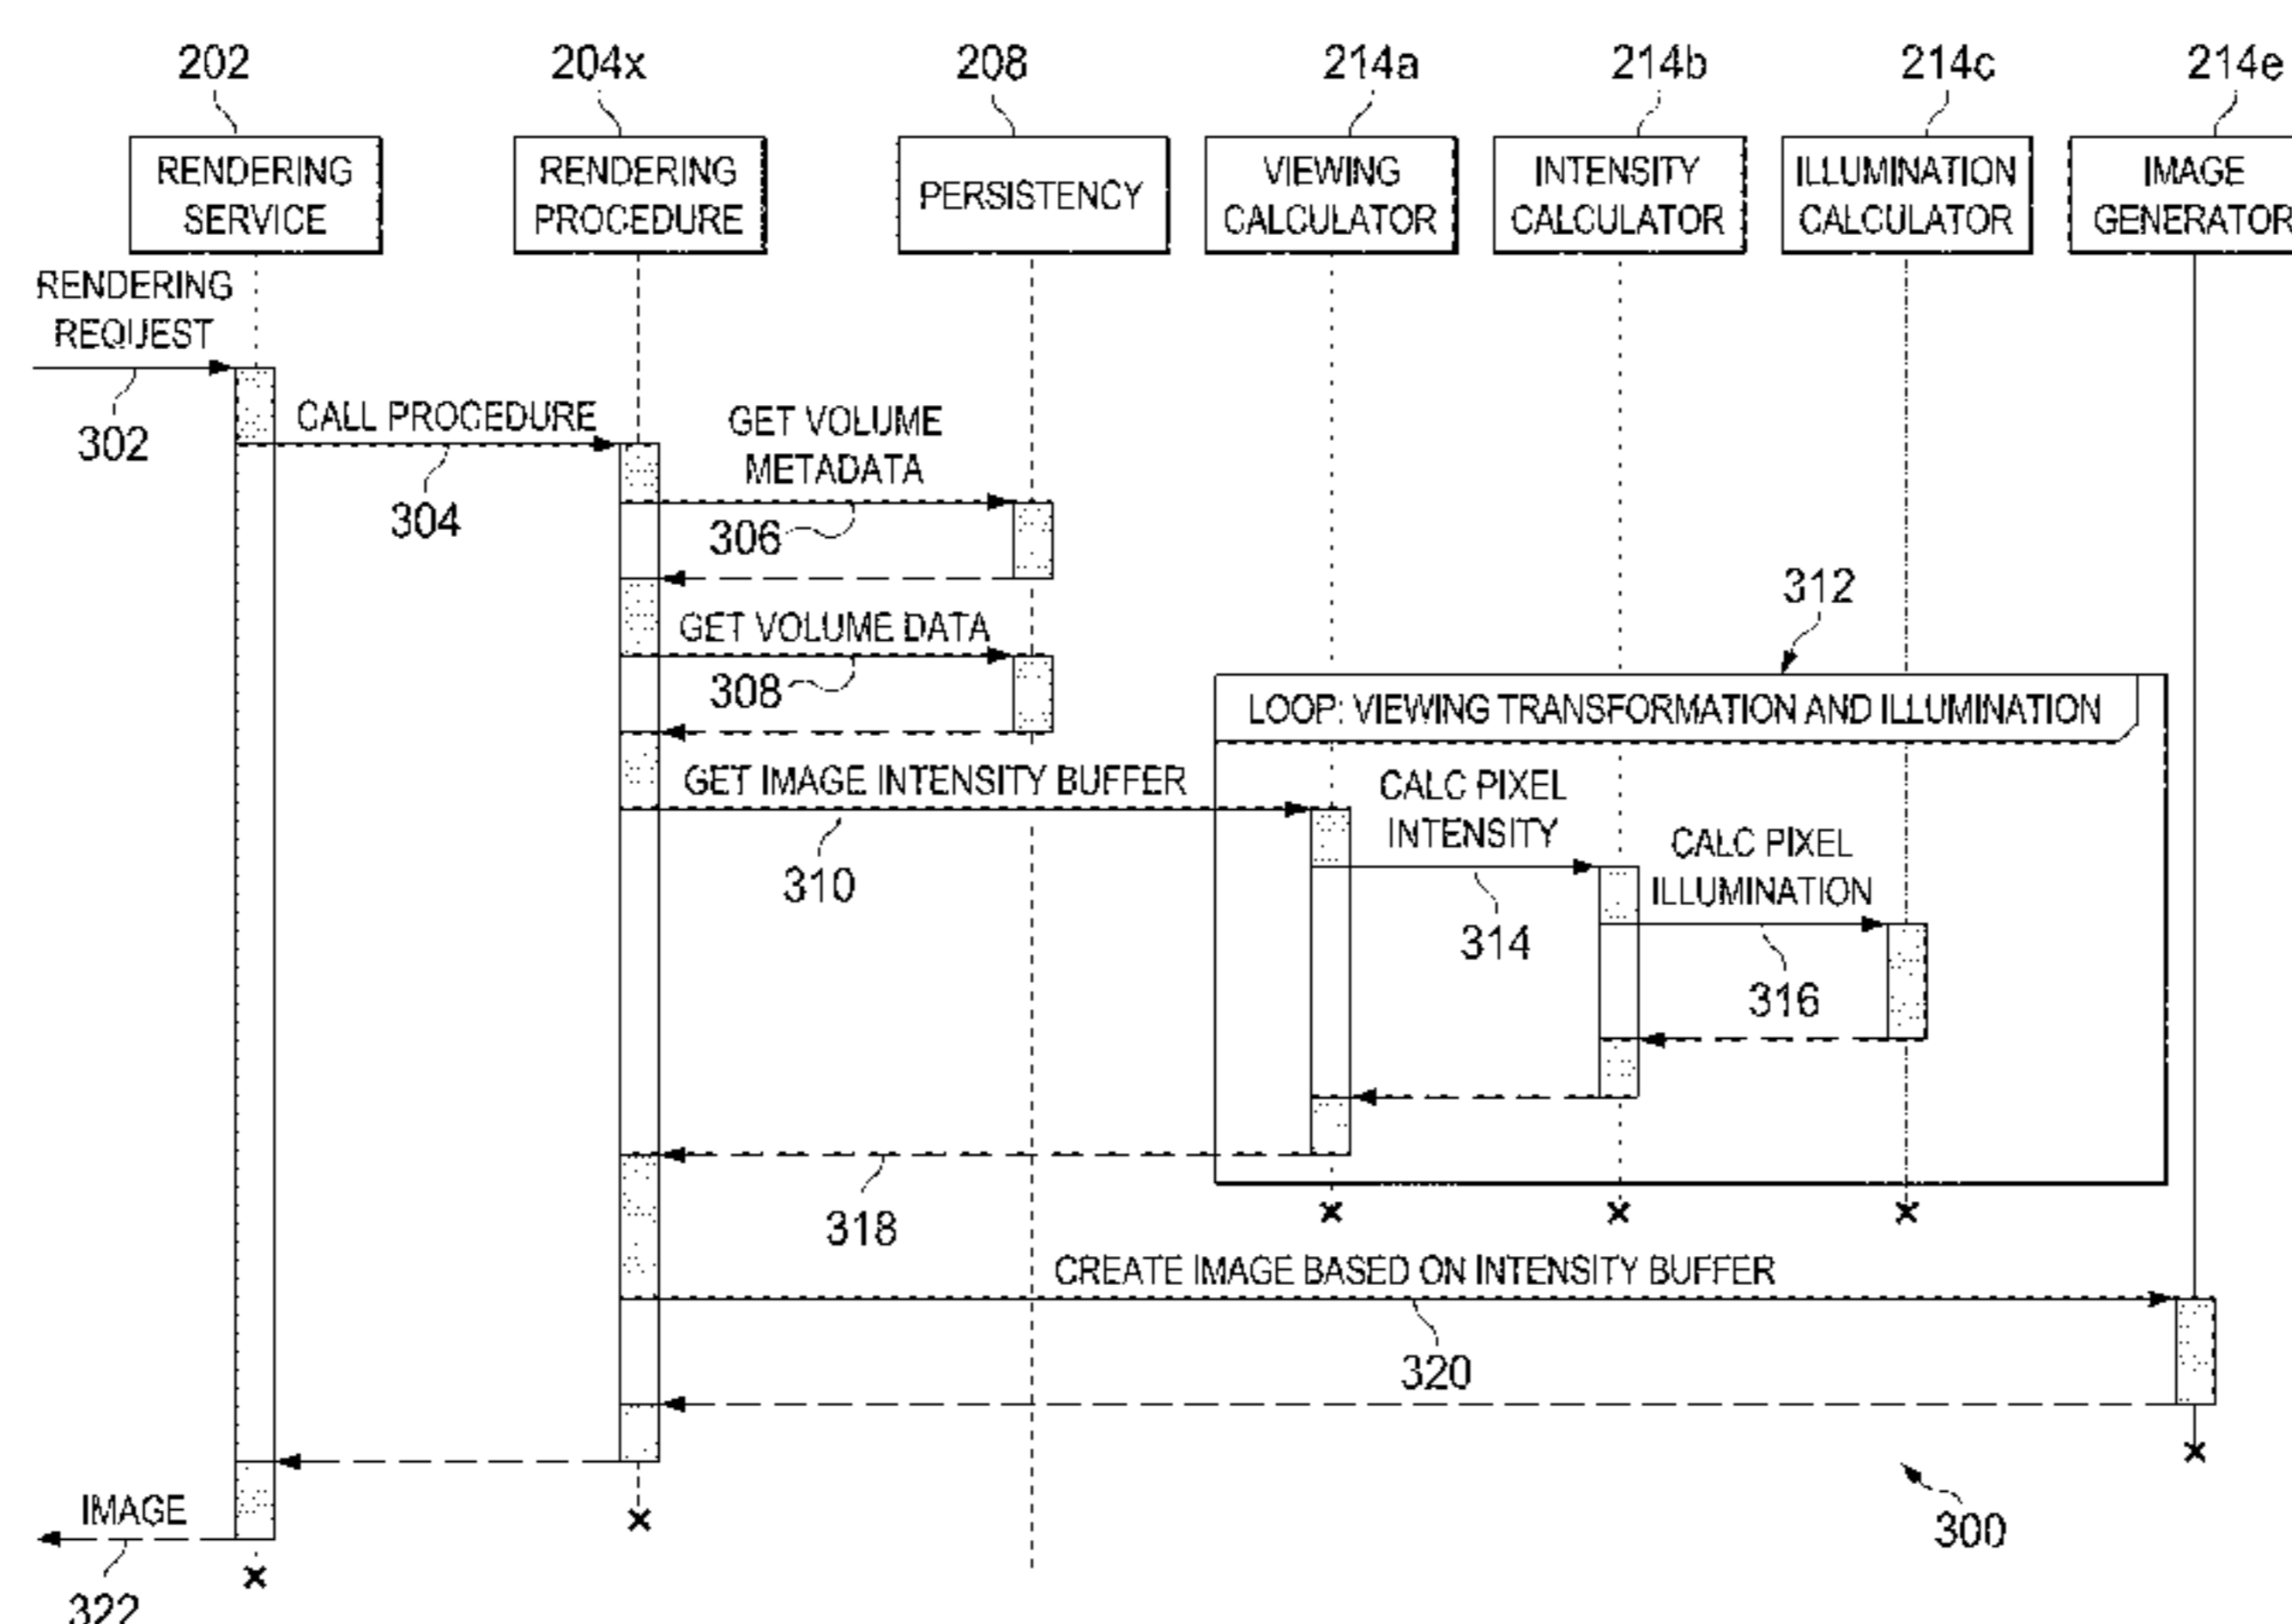 202
204x
208
214a
214b
214c
214e
RENDERING
SERVICE
RENDERING
PROCEDURE
PERSISTENCY
VIEWING
CALCULATOR
INTENSITY
CALCULATOR
ILLUMINATION
CALCULATOR
IMAGE
GENERATOR
RENDERING
REQUEST
302
CALL PROCEDURE
304
GET VOLUME
METADATA
306
GET VOLUME DATA
308
312
LOOP: VIEWING TRANSFORMATION AND ILLUMINATION
GET IMAGE INTENSITY BUFFER
310
CALC PIXEL
INTENSITY
314
CALC PIXEL
ILLUMINATION
316
318
CREATE IMAGE BASED ON INTENSITY BUFFER
320
IMAGE
322
300